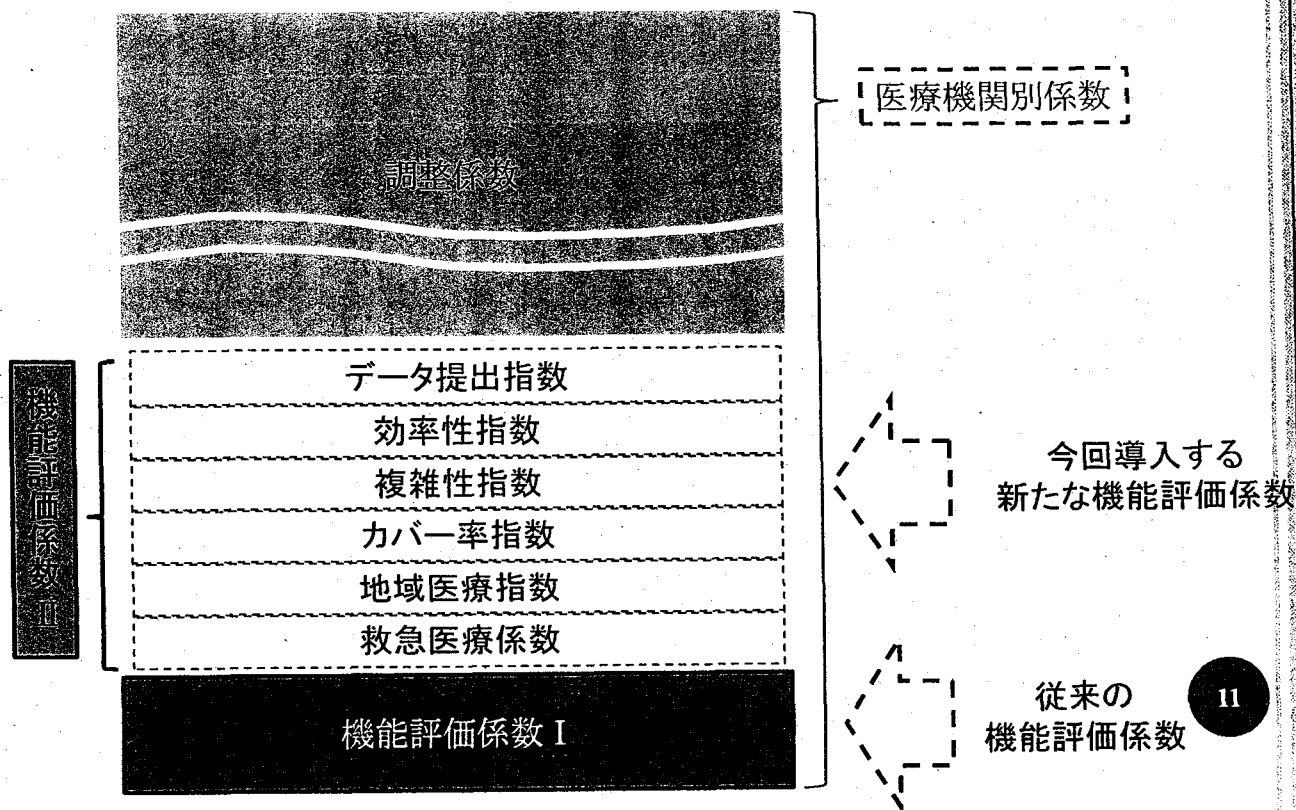 医療機関別係数
調整係数
機能評価係数Ⅱ
データ提出指数
効率性指数
複雑性指数
カバー率指数
地域医療指数
救急医療係数
今回導入する
新たな機能評価係数
機能評価係数Ⅰ
従来の
機能評価係数
11